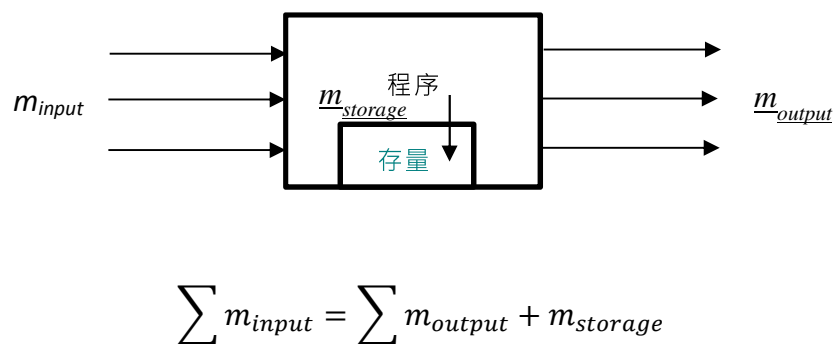 程序
m_input m_storage m_output
存量
∑ m_input = ∑ m_output + m_storage